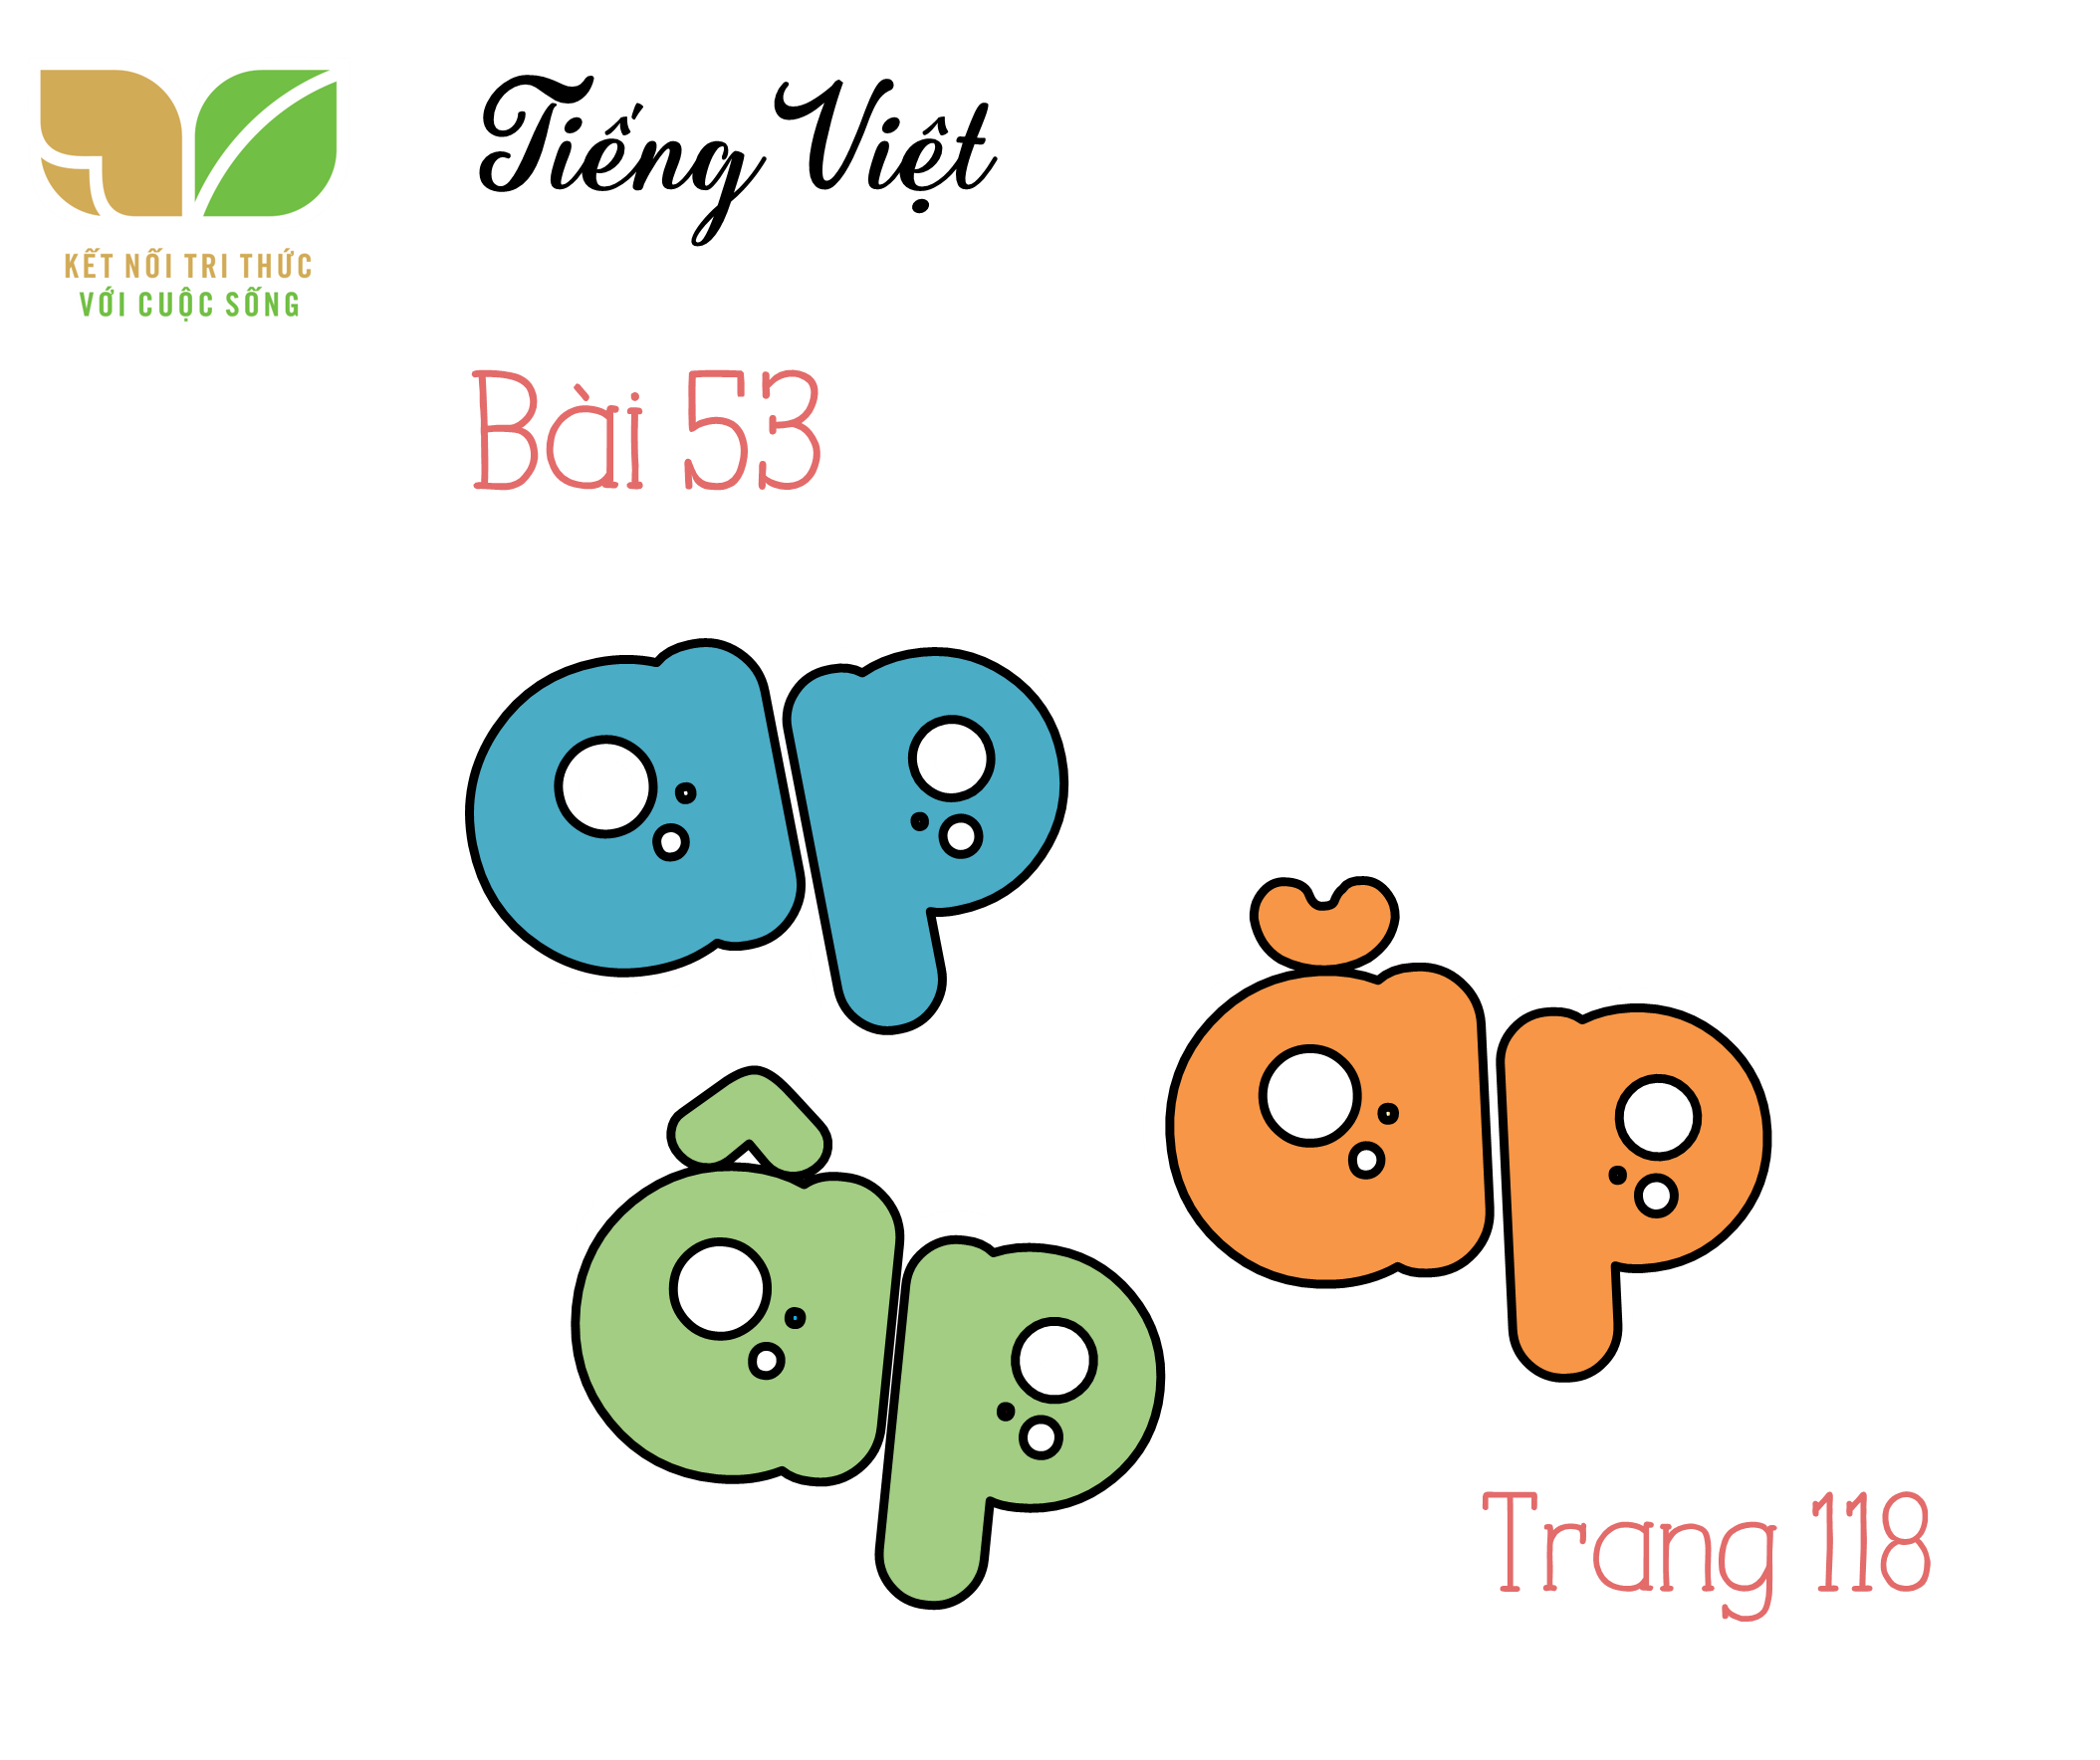 KẾT NỐI TRI THỨC
VỚI CUỘC SỐNG
Tiếng Việt
Bài 53
ap
ăp
âp
Trang 118